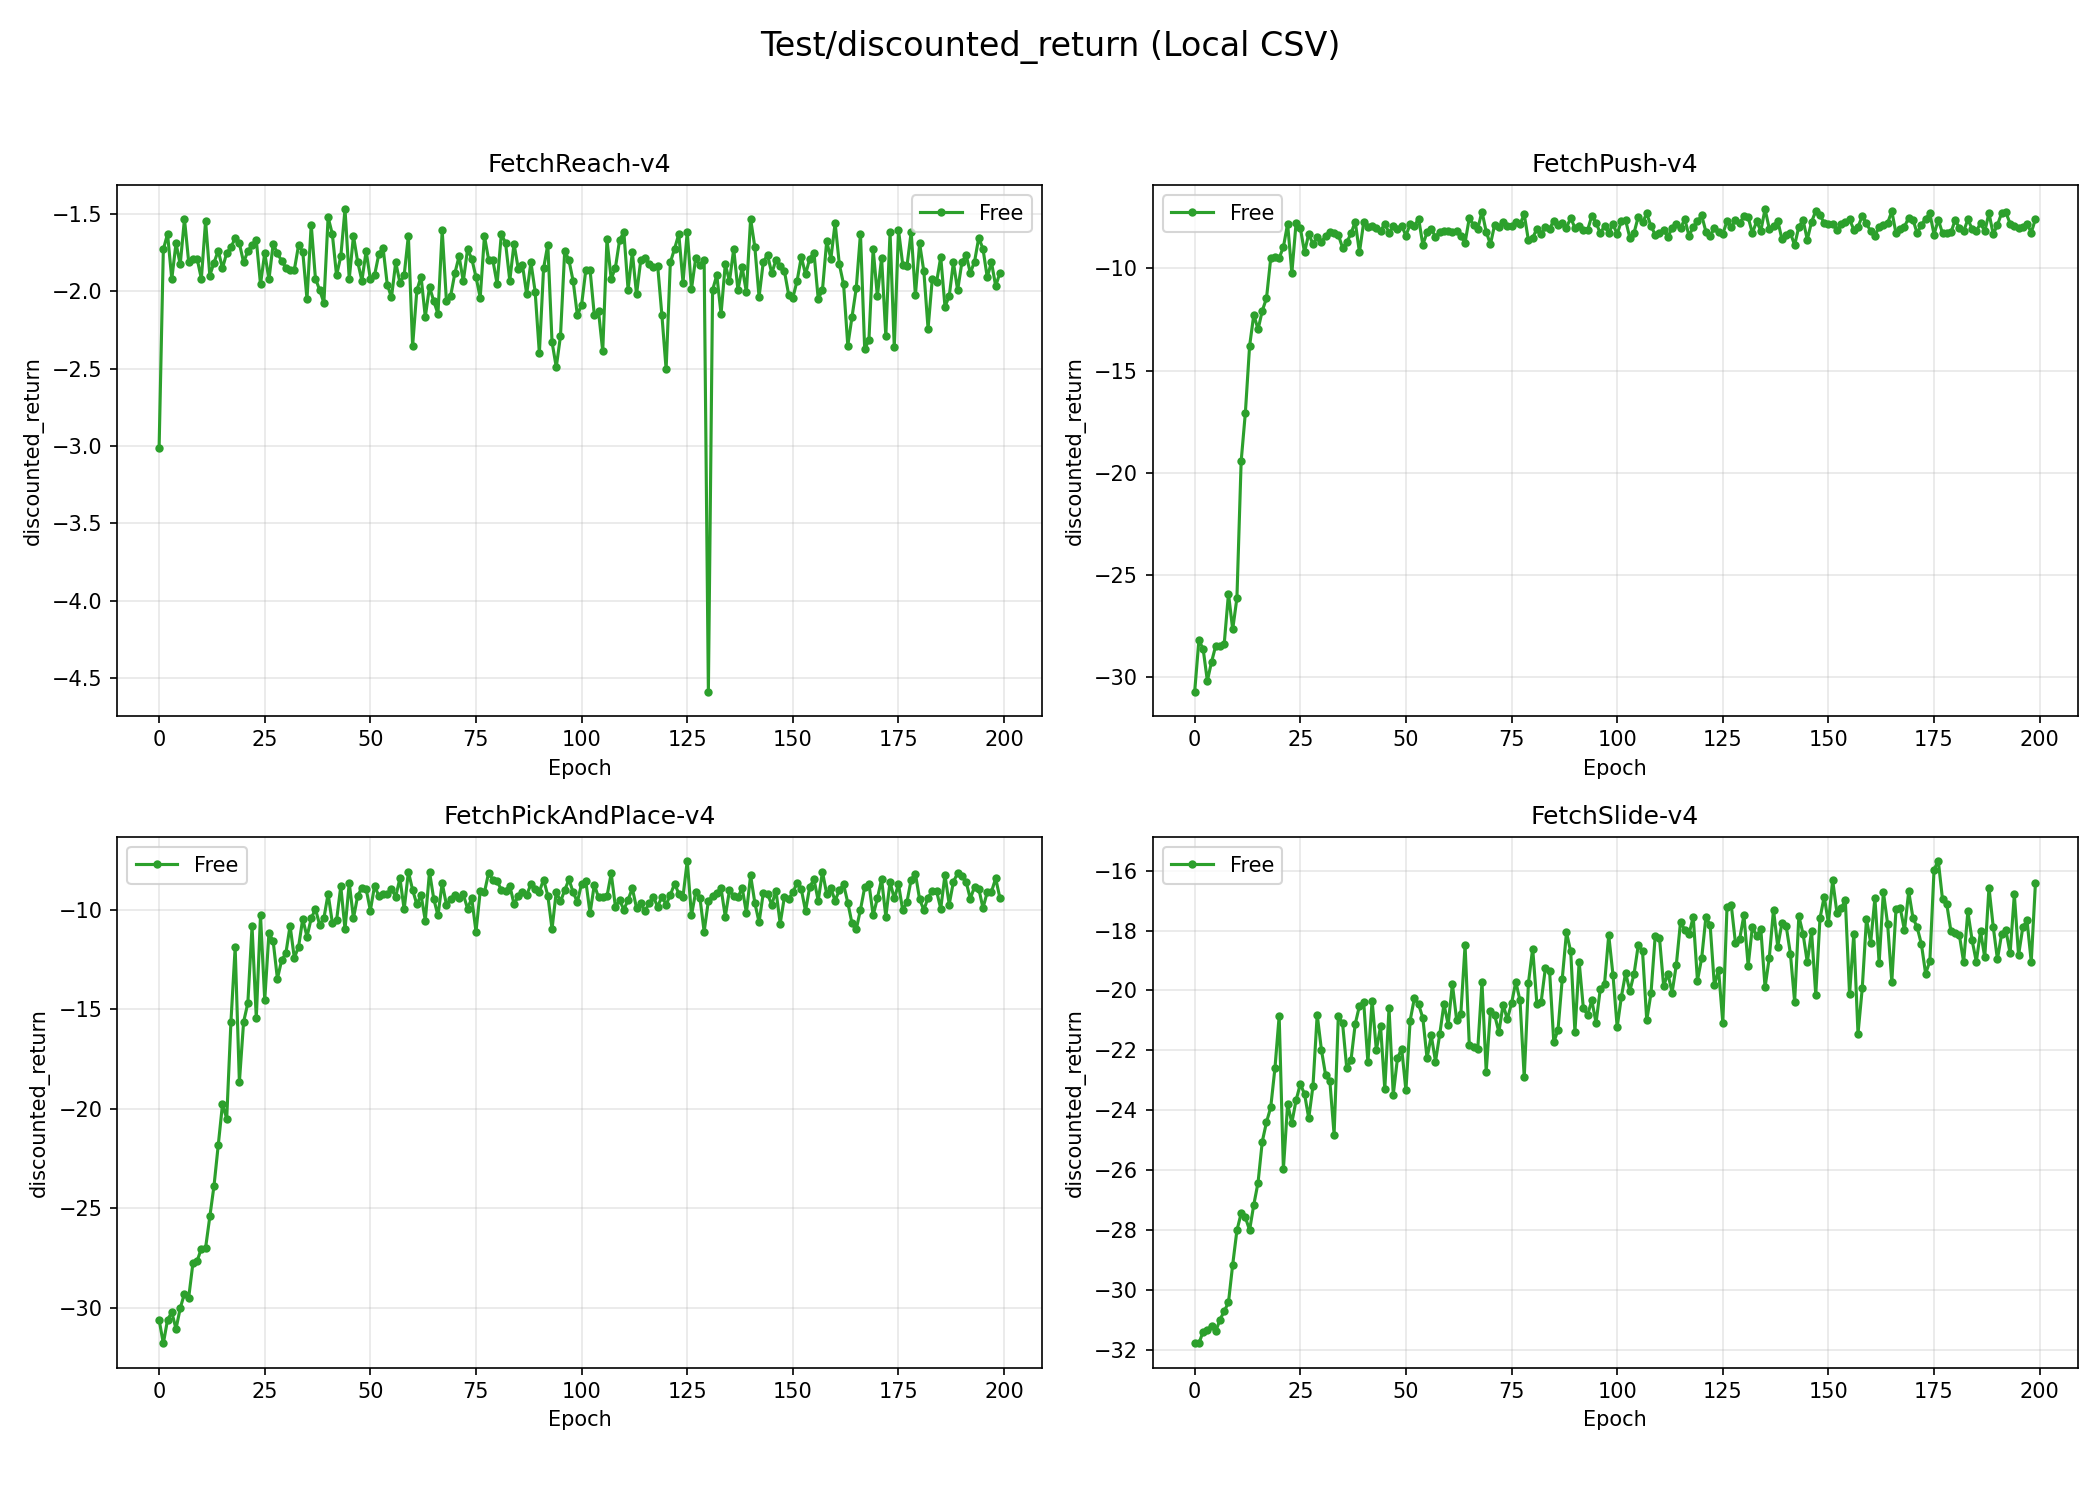 Test/discounted_return (Local CSV)
FetchReach-v4
Free
−1.5
−2.0
−2.5
−3.0
−3.5
−4.0
−4.5
discounted_return
0 25 50 75 100 125 150 175 200
Epoch
FetchPush-v4
Free
−10
−15
−20
−25
−30
discounted_return
0 25 50 75 100 125 150 175 200
Epoch
FetchPickAndPlace-v4
Free
−10
−15
−20
−25
−30
discounted_return
0 25 50 75 100 125 150 175 200
Epoch
FetchSlide-v4
Free
−16
−18
−20
−22
−24
−26
−28
−30
−32
discounted_return
0 25 50 75 100 125 150 175 200
Epoch